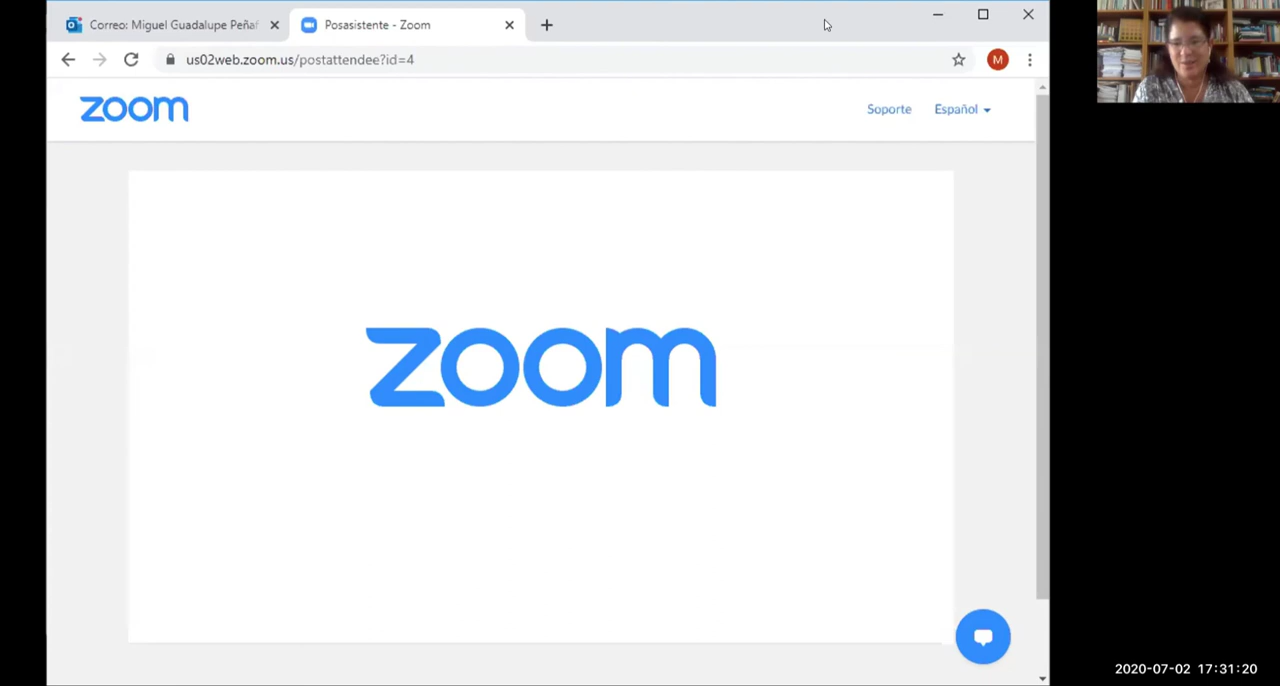 Correo: Miguel Guadalupe Peñaf
Posasistente - Zoom
us02web.zoom.us/postattendee?id=4
M
zoom
Soporte
Español
zoom
2020-07-02 17:31:20